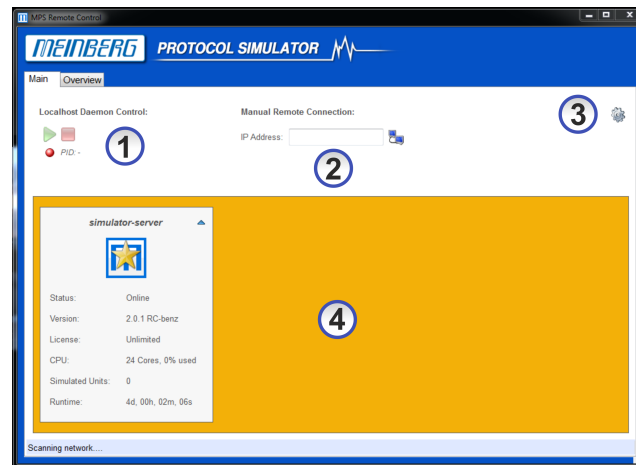 MPS Remote Control
MEINBERG PROTOCOL SIMULATOR
Main Overview
Localhost Daemon Control: Manual Remote Connection:
3
IP Address:
1
PID: -
2
simulator-server
Status: Online
Version: 2.0.1 RC-benz
4
License: Unlimited
CPU: 24 Cores, 0% used
Simulated Units: 0
Runtime: 4d, 00h, 02m, 06s
Scanning network....